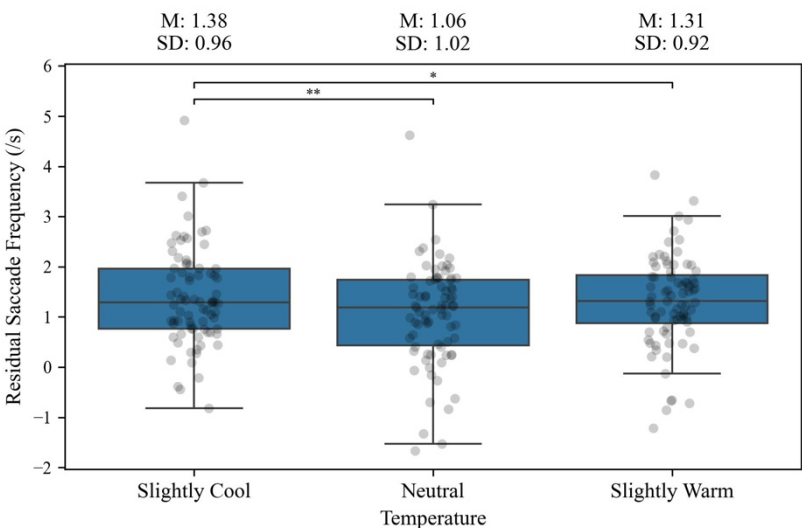 M: 1.38 M: 1.06 M: 1.31
SD: 0.96 SD: 1.02 SD: 0.92
Residual Saccade Frequency (/s)
6
5
4
3
2
1
0
−1
−2
*
**
Slightly Cool Neutral Slightly Warm
Temperature